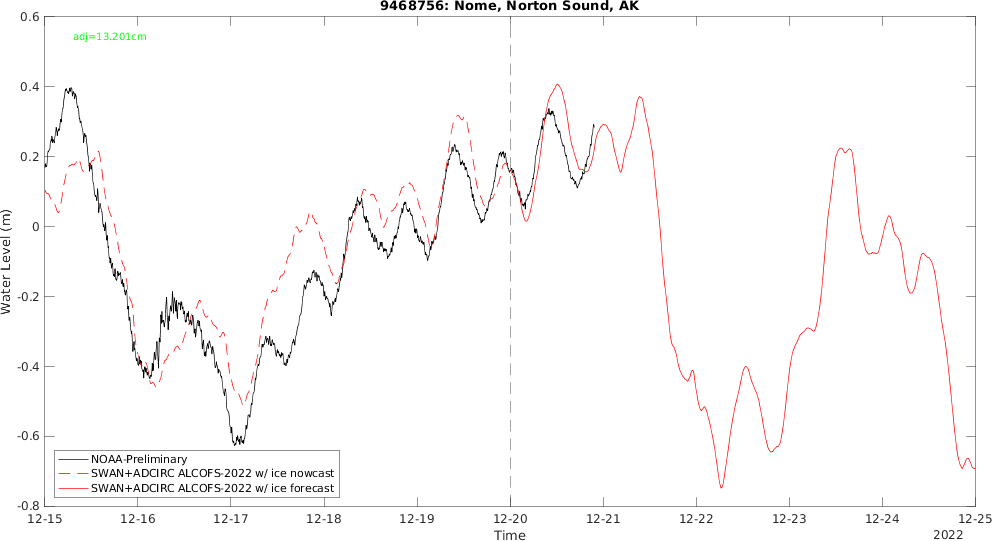 9468756: Nome, Norton Sound, AK
adj=13.201cm
0.6
0.4
0.2
0
-0.2
-0.4
-0.6
-0.8
Water Level (m)
NOAA-Preliminary
SWAN+ADCIRC ALCOFS-2022 w/ ice nowcast
SWAN+ADCIRC ALCOFS-2022 w/ ice forecast
12-15 12-16 12-17 12-18 12-19 12-20 12-21 12-22 12-23 12-24 12-25
Time
2022